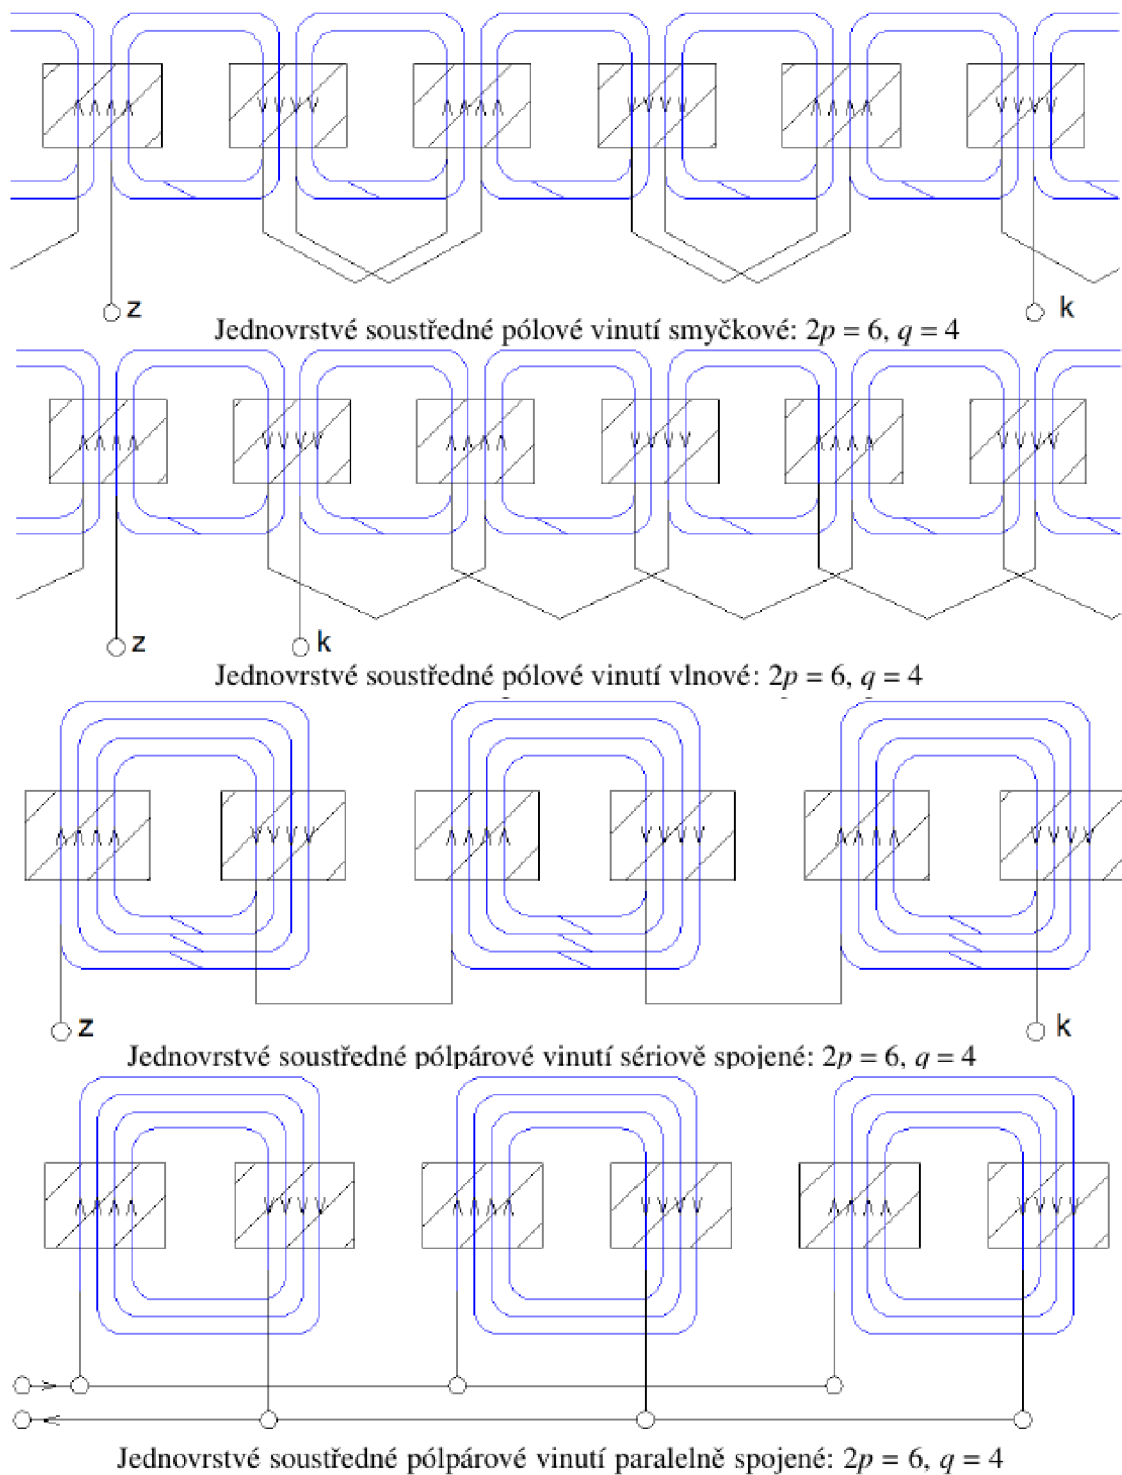 z
k
Jednovrstvé soustředné pólové vinutí smyčkové: 2p = 6, q = 4
z
k
Jednovrstvé soustředné pólové vinutí vlnové: 2p = 6, q = 4
z
k
Jednovrstvé soustředné pólpárové vinutí sériově spojené: 2p = 6, q = 4
Jednovrstvé soustředné pólpárové vinutí paralelně spojené: 2p = 6, q = 4